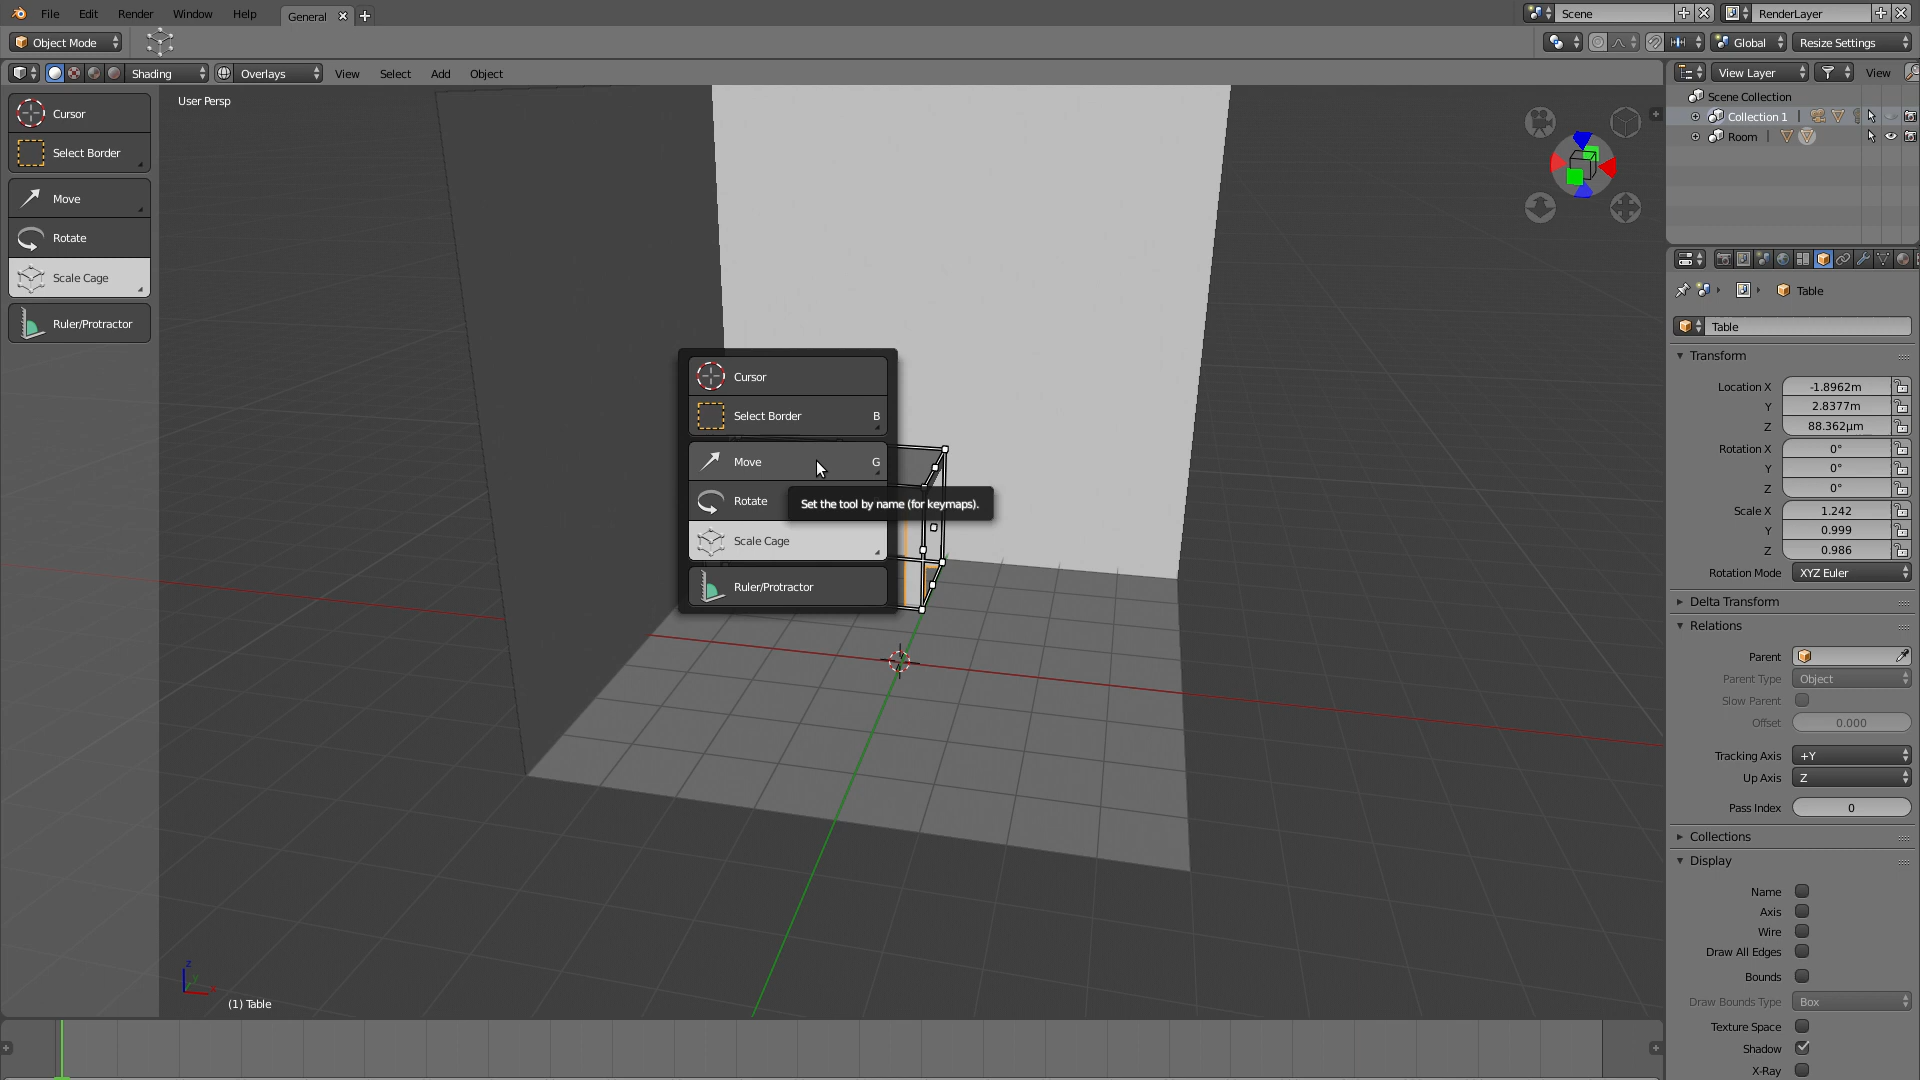 File Edit Render Window Help General
Scene RenderLayer
Object Mode
Global Resize Settings
Shading Overlays View Select Add Object
View Layer View
User Persp
Cursor
Select Border
Move
Rotate
Scale Cage
Ruler/Protractor
Cursor
Select Border B
Move G
Rotate
Set the tool by name (for keymaps).
Scale Cage
Ruler/Protractor
z
y
x
(1) Table
Scene Collection
Collection 1
Room
Table
Table
Transform
Location X -1.8962m
Y 2.8377m
Z 88.362µm
Rotation X 0°
Y 0°
Z 0°
Scale X 1.242
Y 0.999
Z 0.986
Rotation Mode XYZ Euler
Delta Transform
Relations
Parent
Parent Type Object
Slow Parent
Offset 0.000
Tracking Axis +Y
Up Axis Z
Pass Index 0
Collections
Display
Name
Axis
Wire
Draw All Edges
Bounds
Draw Bounds Type Box
Texture Space
Shadow
X-Ray